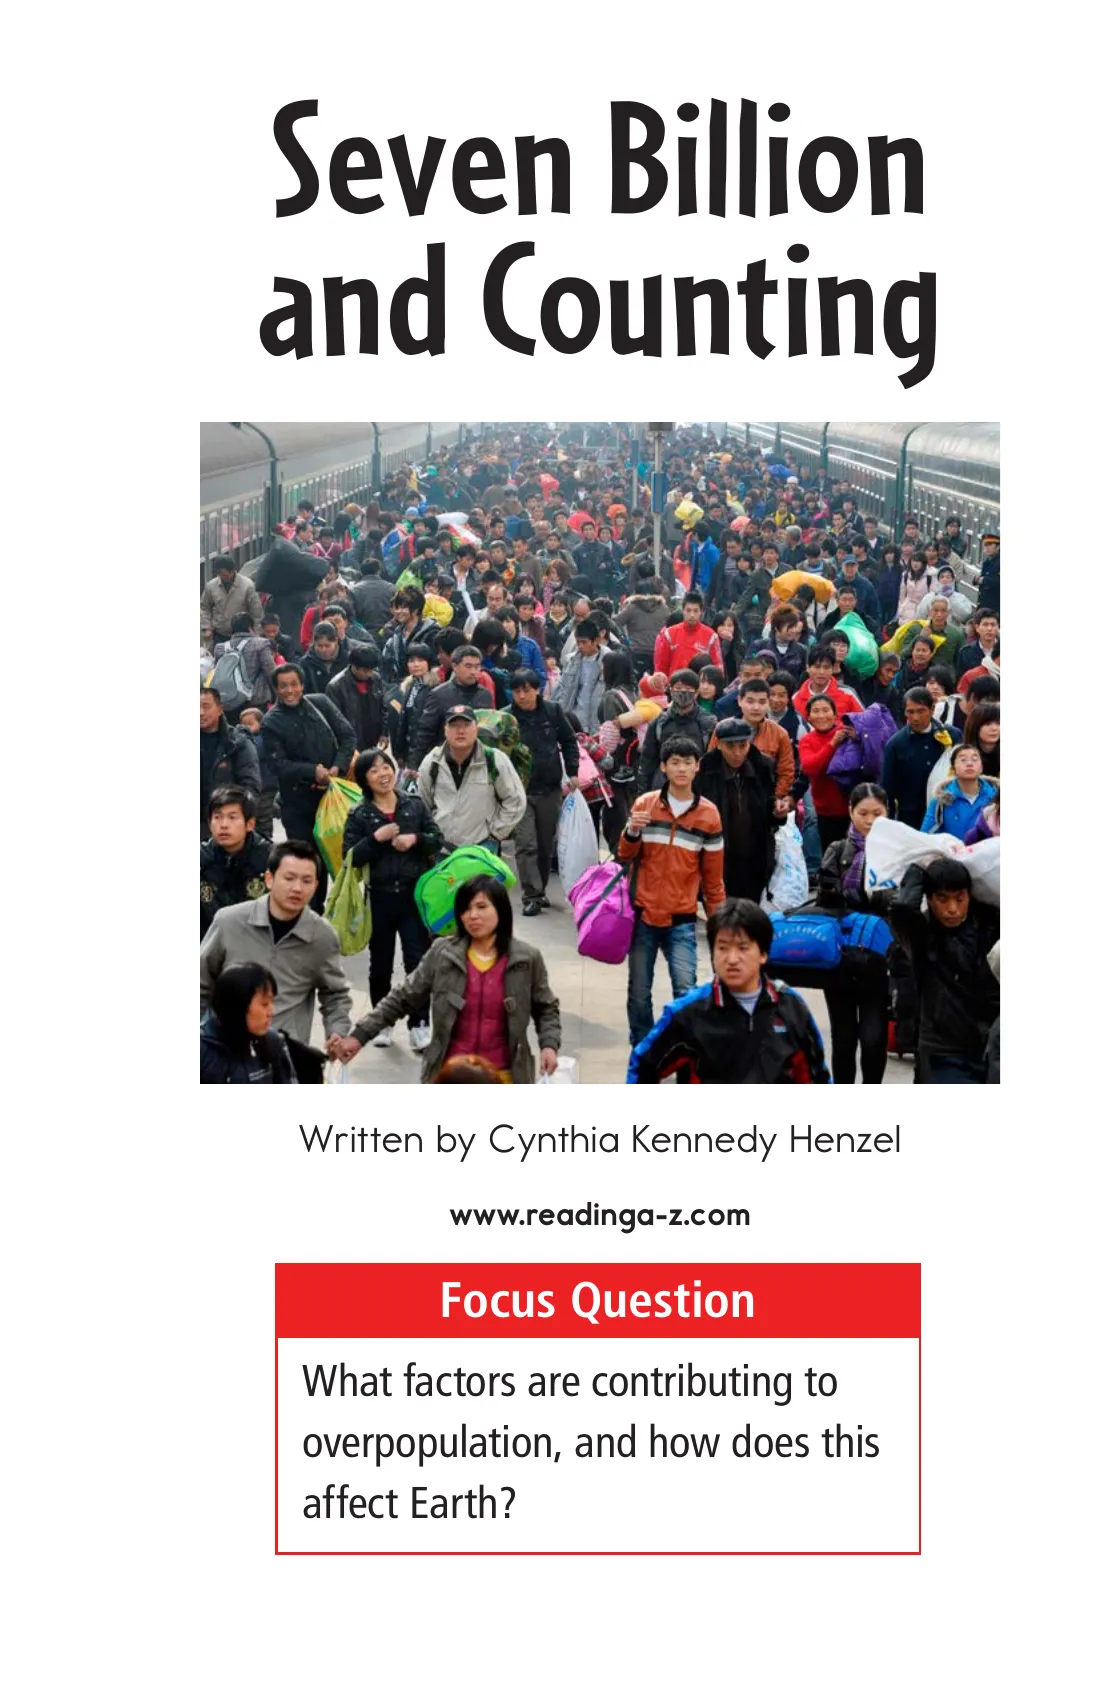 Seven Billion
and Counting
Written by Cynthia Kennedy Henzel
www.readinga-z.com
Focus Question
What factors are contributing to
overpopulation, and how does this
affect Earth?